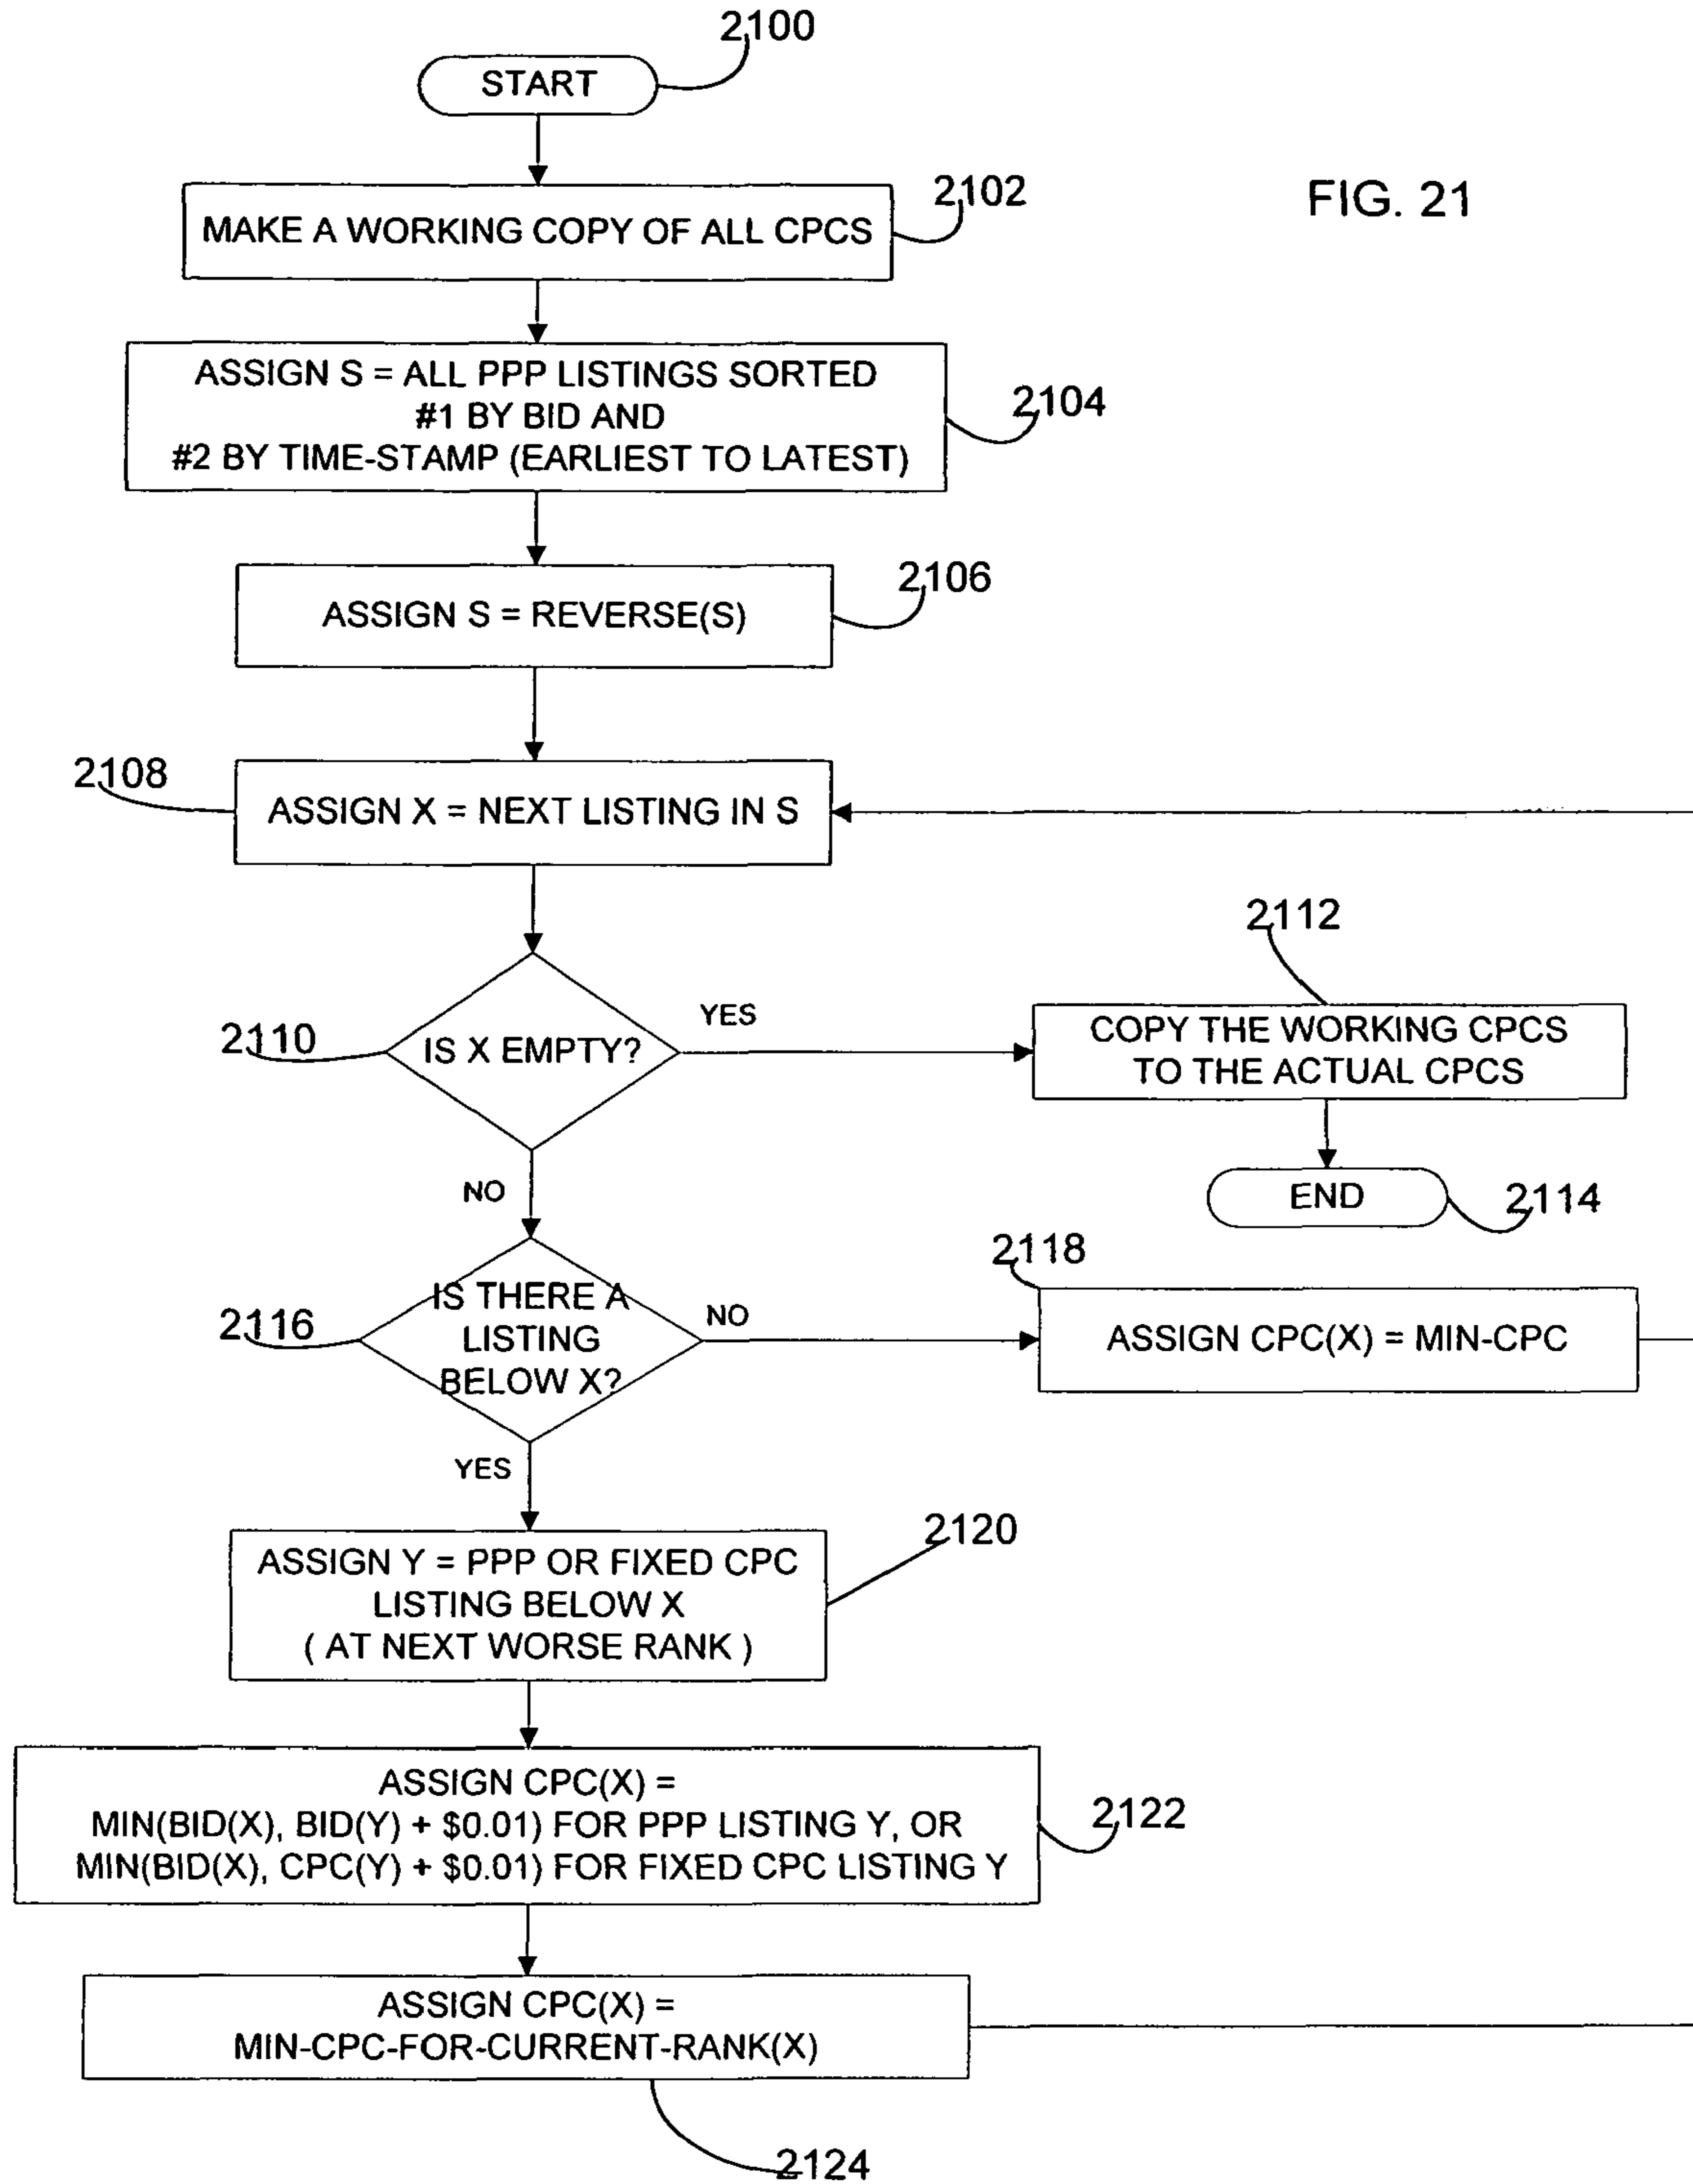 2100
START
2102
FIG. 21
MAKE A WORKING COPY OF ALL CPCS
ASSIGN S = ALL PPP LISTINGS SORTED
#1 BY BID AND
#2 BY TIME-STAMP (EARLIEST TO LATEST)
2104
2106
ASSIGN S = REVERSE(S)
2108
ASSIGN X = NEXT LISTING IN S
2112
2110
IS X EMPTY?
YES
COPY THE WORKING CPCS
TO THE ACTUAL CPCS
NO
END
2114
2118
2116
IS THERE A
LISTING
BELOW X?
NO
ASSIGN CPC(X) = MIN-CPC
YES
2120
ASSIGN Y = PPP OR FIXED CPC
LISTING BELOW X
( AT NEXT WORSE RANK )
ASSIGN CPC(X) =
MIN(BID(X), BID(Y) + $0.01) FOR PPP LISTING Y, OR
MIN(BID(X), CPC(Y) + $0.01) FOR FIXED CPC LISTING Y
2122
ASSIGN CPC(X) =
MIN-CPC-FOR-CURRENT-RANK(X)
2124